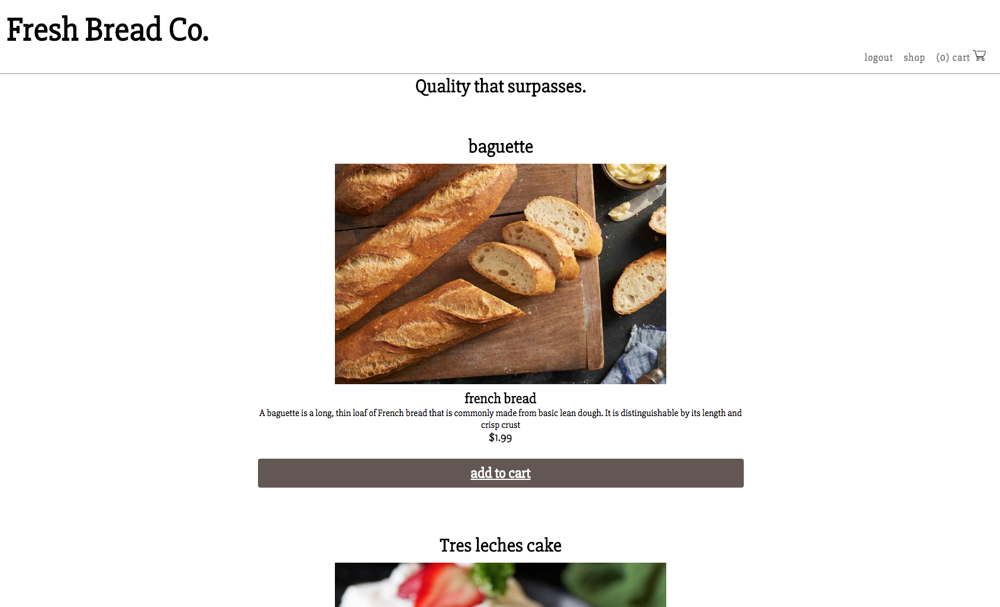 Fresh Bread Co.
logout shop (0) cart
Quality that surpasses.
baguette
french bread
A baguette is a long, thin loaf of French bread that is commonly made from basic lean dough. It is distinguishable by its length and
crisp crust
$1.99
add to cart
Tres leches cake